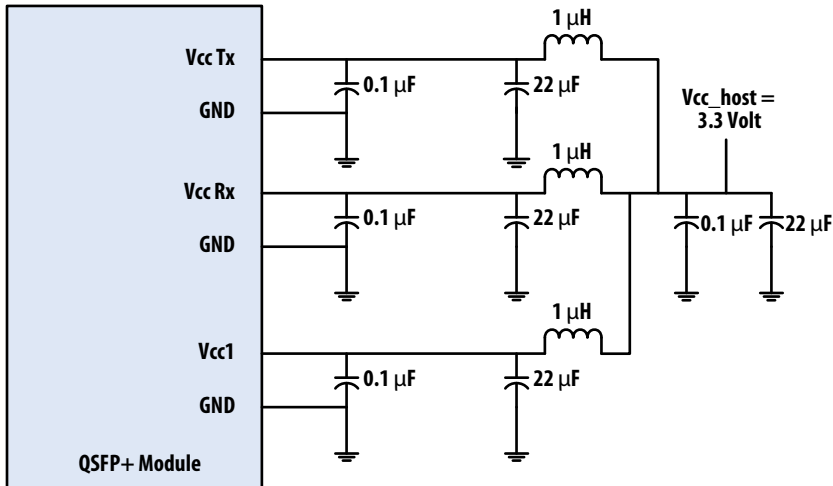 1 μH
Vcc Tx
0.1 μF
22 μF
GND
Vcc_host =
3.3 Volt
1 μH
Vcc Rx
0.1 μF
22 μF
0.1 μF
22 μF
GND
1 μH
Vcc1
0.1 μF
22 μF
GND
QSFP+ Module